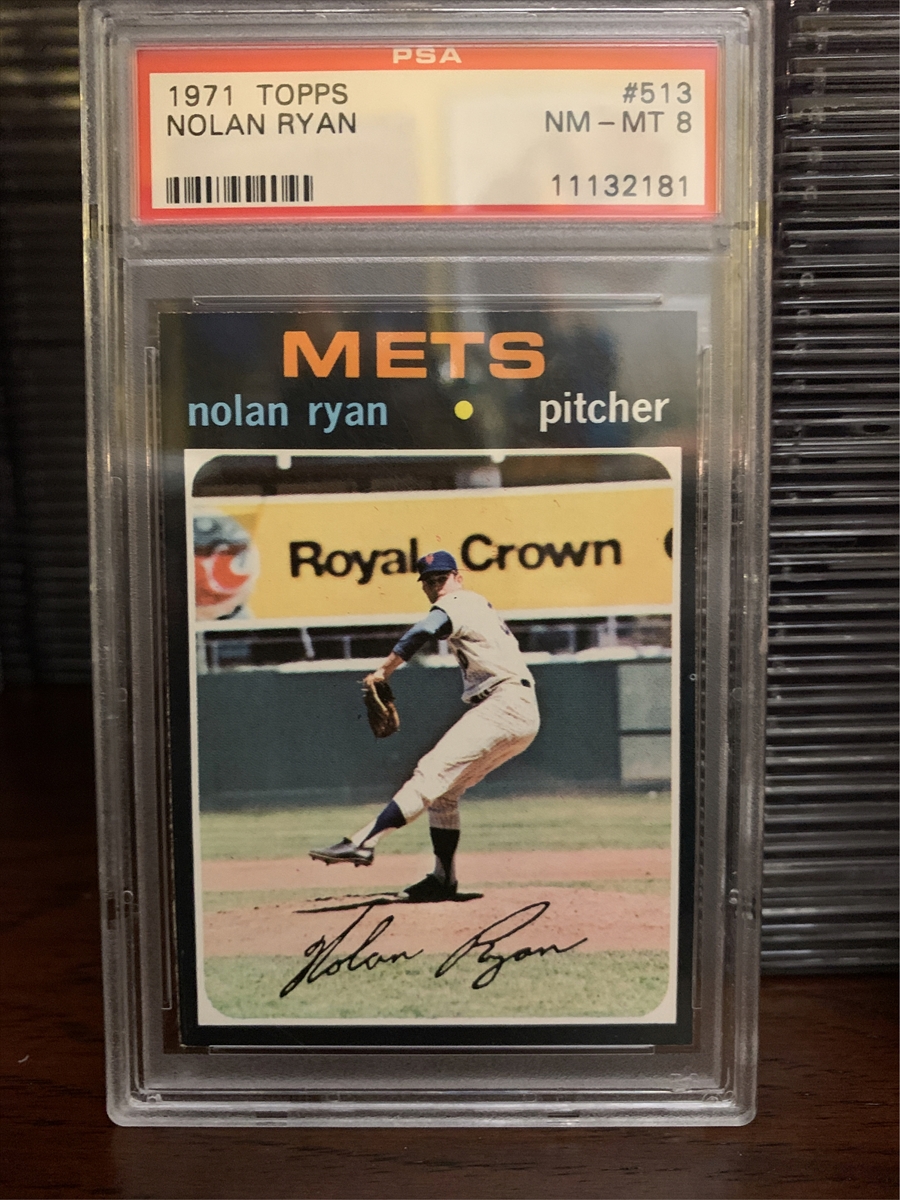 PSA
1971 TOPPS #513
NOLAN RYAN NM - MT 8
11132181
METS
nolan ryan • pitcher
Royal Crown
Nolan Ryan